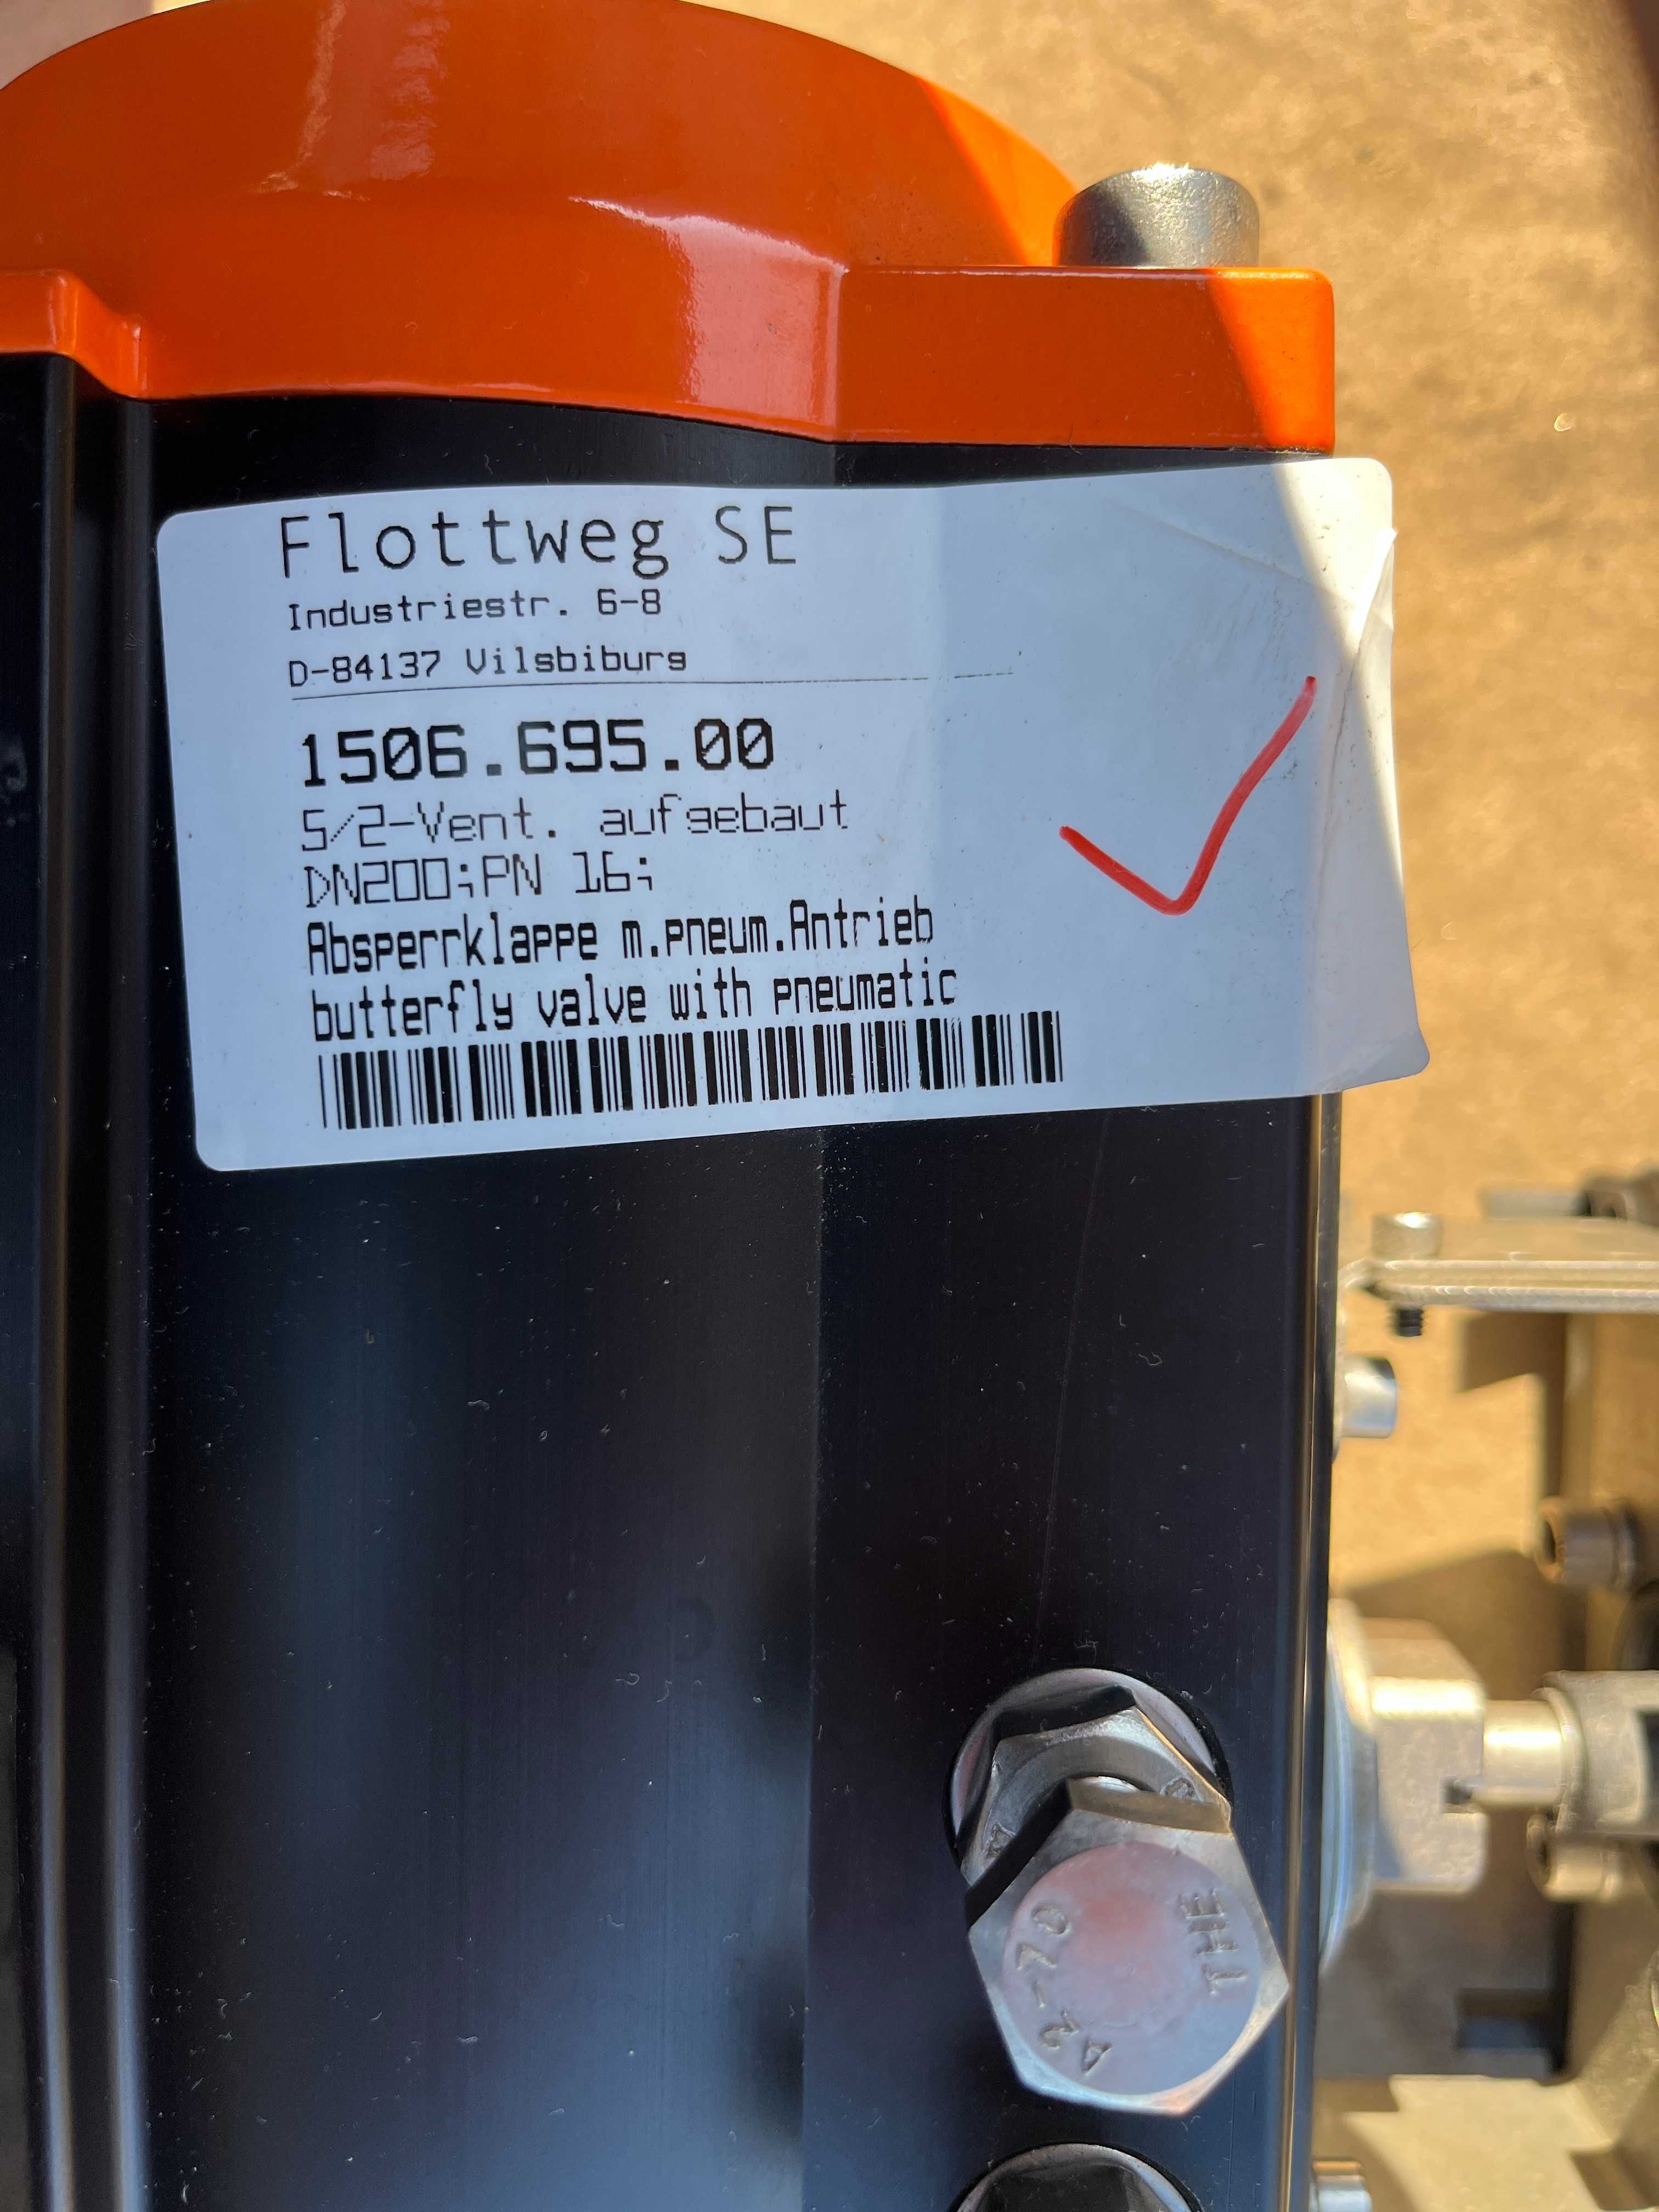 Flottweg SE
Industriestr. 6-8
D-84137 Vilsbiburg
1506.695.00
5/2-Vent. aufgebaut
DN200;PN 16;
Absperrklappe m.pneum.Antrieb
butterfly valve with pneumatic
THE
A2-70